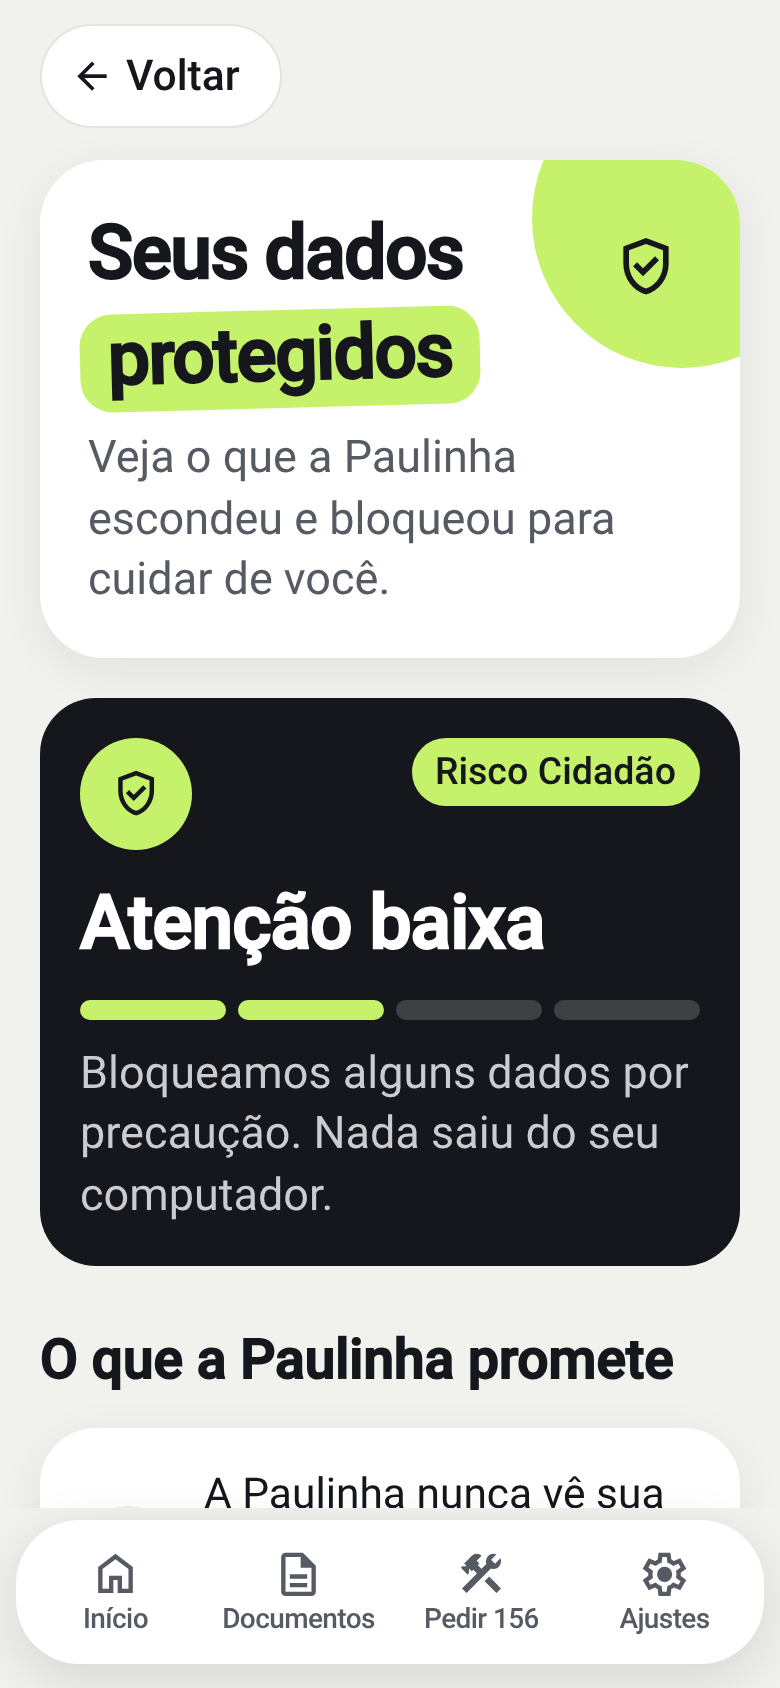 Voltar
Seus dados
protegidos
Veja o que a Paulinha
escondeu e bloqueou para
cuidar de você.
Risco Cidadão
Atenção baixa
Bloqueamos alguns dados por
precaução. Nada saiu do seu
computador.
O que a Paulinha promete
A Paulinha nunca vê sua
Início
Documentos
Pedir 156
Ajustes